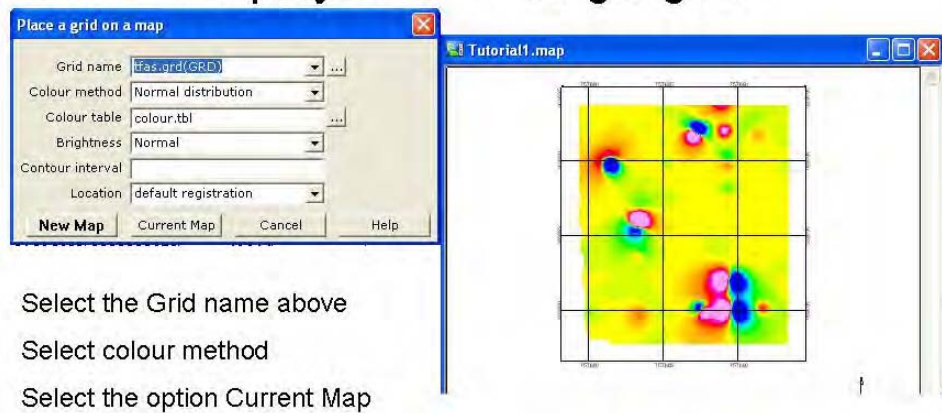 Place a grid on a map
Grid name tfas.grd(GRD) ...
Colour method Normal distribution
Colour table colour.tbl ...
Brightness Normal
Contour interval
Location default registration
New Map Current Map Cancel Help
Tutorial1.map
Select the Grid name above
Select colour method
Select the option Current Map